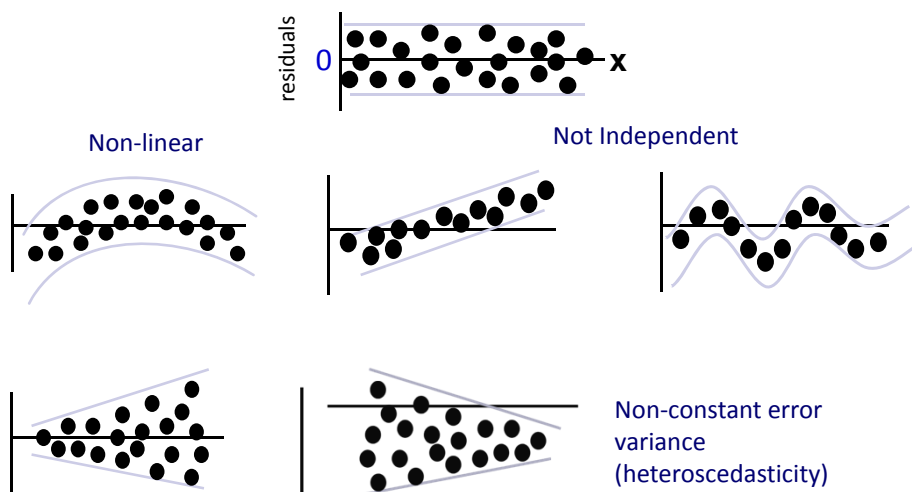 residuals
0
x
Non-linear
Not Independent
Non-constant error
variance
(heteroscedasticity)